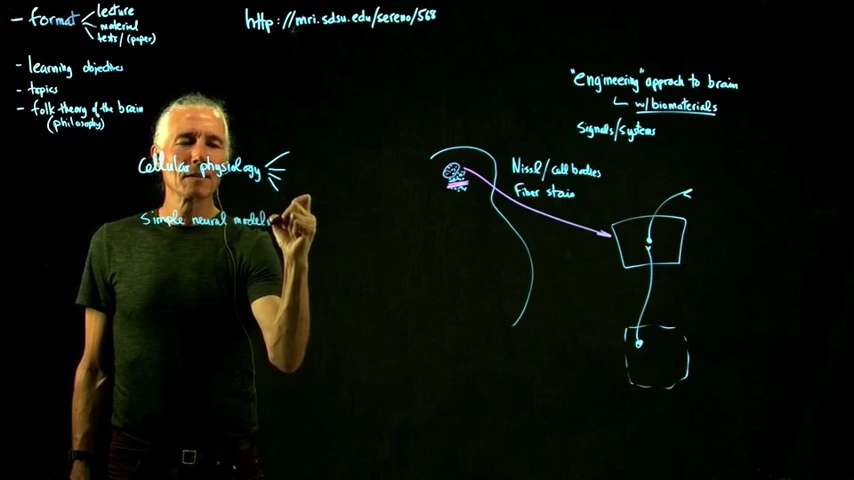 - format
lecture
material
tests/(paper)
- learning objectives
- topics
- folk theory of the brain
(philosophy)
http://mri.sdsu.edu/sereno/568
"engineering" approach to brain
w/biomaterials
Signals/systems
Cellular physiology
Simple neural models
Nissl/cell bodies
Fiber stain